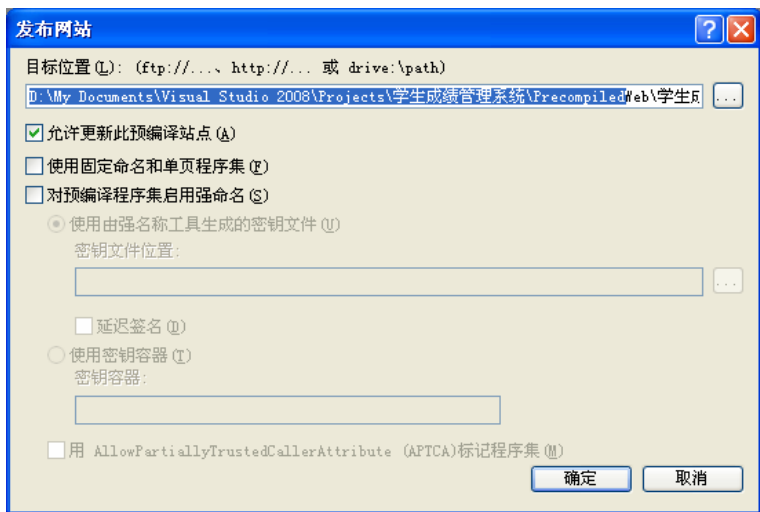 发布网站
目标位置(L): (ftp://...、http://... 或 drive:\path)
D:\My Documents\Visual Studio 2008\Projects\学生成绩管理系统\PrecompiledWeb\学生成
...
允许更新此预编译站点(A)
使用固定命名和单页程序集(F)
对预编译程序集启用强命名(S)
使用由强名称工具生成的密钥文件(U)
密钥文件位置:
...
延迟签名(D)
使用密钥容器(T)
密钥容器:
用 AllowPartiallyTrustedCallerAttribute (APTCA)标记程序集(M)
确定 取消